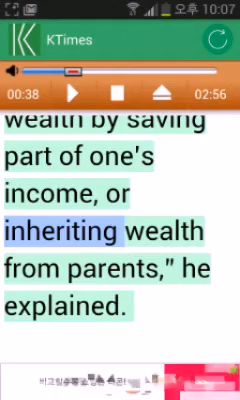 오후 10:07
KTimes
00:38
02:56
wealth by saving
part of one's
income, or
inheriting wealth
from parents," he
explained.